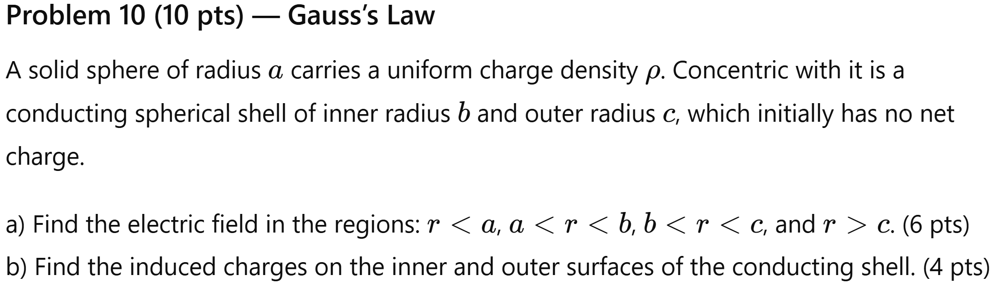 Problem 10 (10 pts) — Gauss’s Law
A solid sphere of radius a carries a uniform charge density ρ. Concentric with it is a
conducting spherical shell of inner radius b and outer radius c, which initially has no net
charge.
a) Find the electric field in the regions: r < a, a < r < b, b < r < c, and r > c. (6 pts)
b) Find the induced charges on the inner and outer surfaces of the conducting shell. (4 pts)